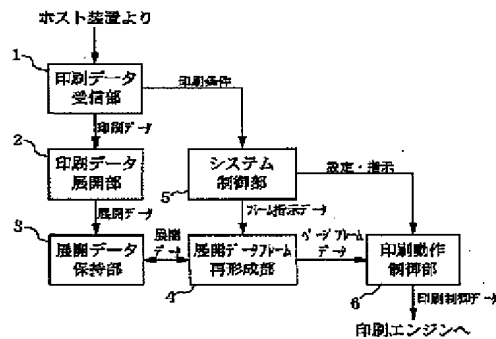 ホスト装置より
1
印刷データ
受信部
印刷条件
印刷データ
2
印刷データ
展開部
システム
制御部
5
設定・指示
展開データ
フレーム指示データ
3
展開データ
保持部
展開
データ
展開データフレーム
再形成部
4
ページフレーム
データ
印刷動作
制御部
6
印刷制御データ
印刷エンジンへ